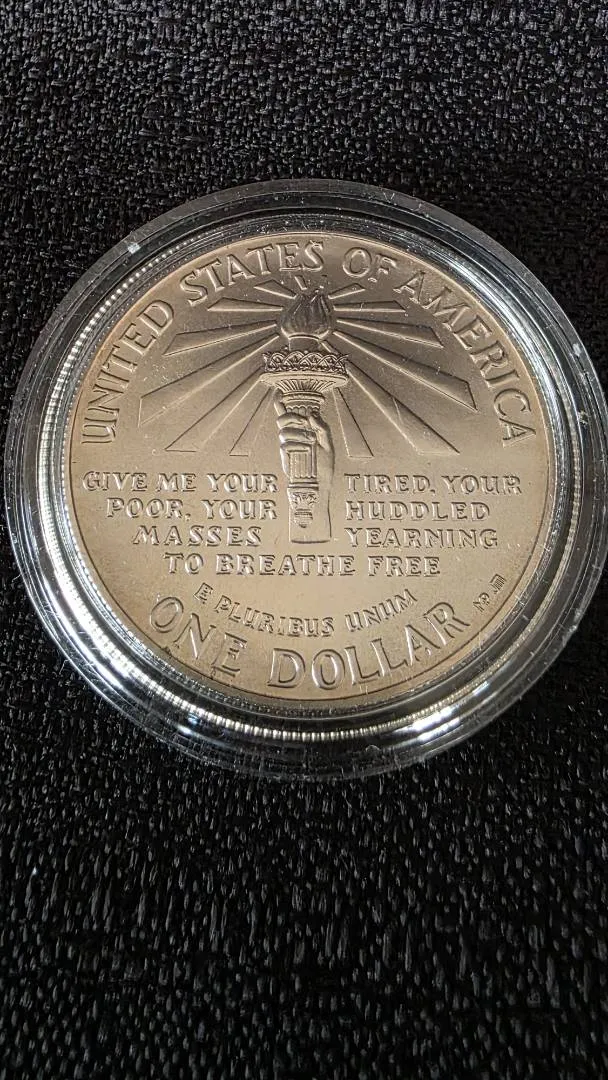 UNITED STATES OF AMERICA
GIVE ME YOUR TIRED, YOUR
POOR, YOUR HUDDLED
MASSES YEARNING
TO BREATHE FREE
E PLURIBUS UNUM
ONE DOLLAR